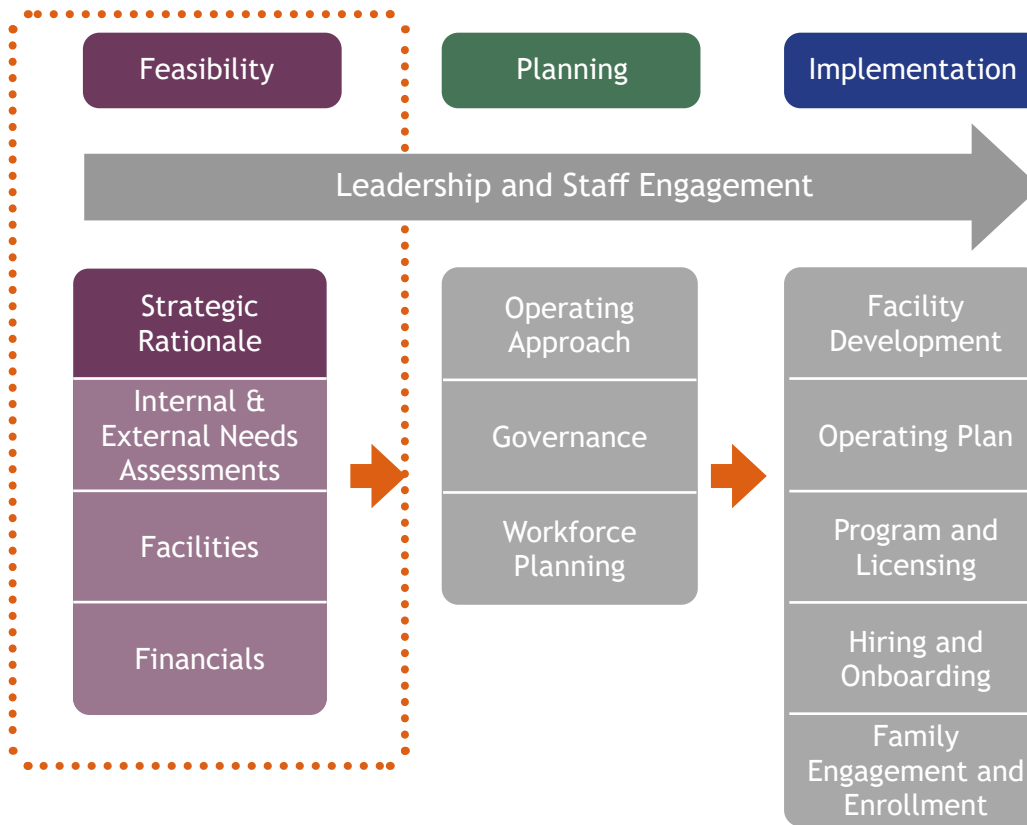 Feasibility
Planning
Implementation
Leadership and Staff Engagement
Strategic
Rationale
Internal &
External Needs
Assessments
Facilities
Financials
Operating
Approach
Governance
Workforce
Planning
Facility
Development
Operating Plan
Program and
Licensing
Hiring and
Onboarding
Family
Engagement and
Enrollment